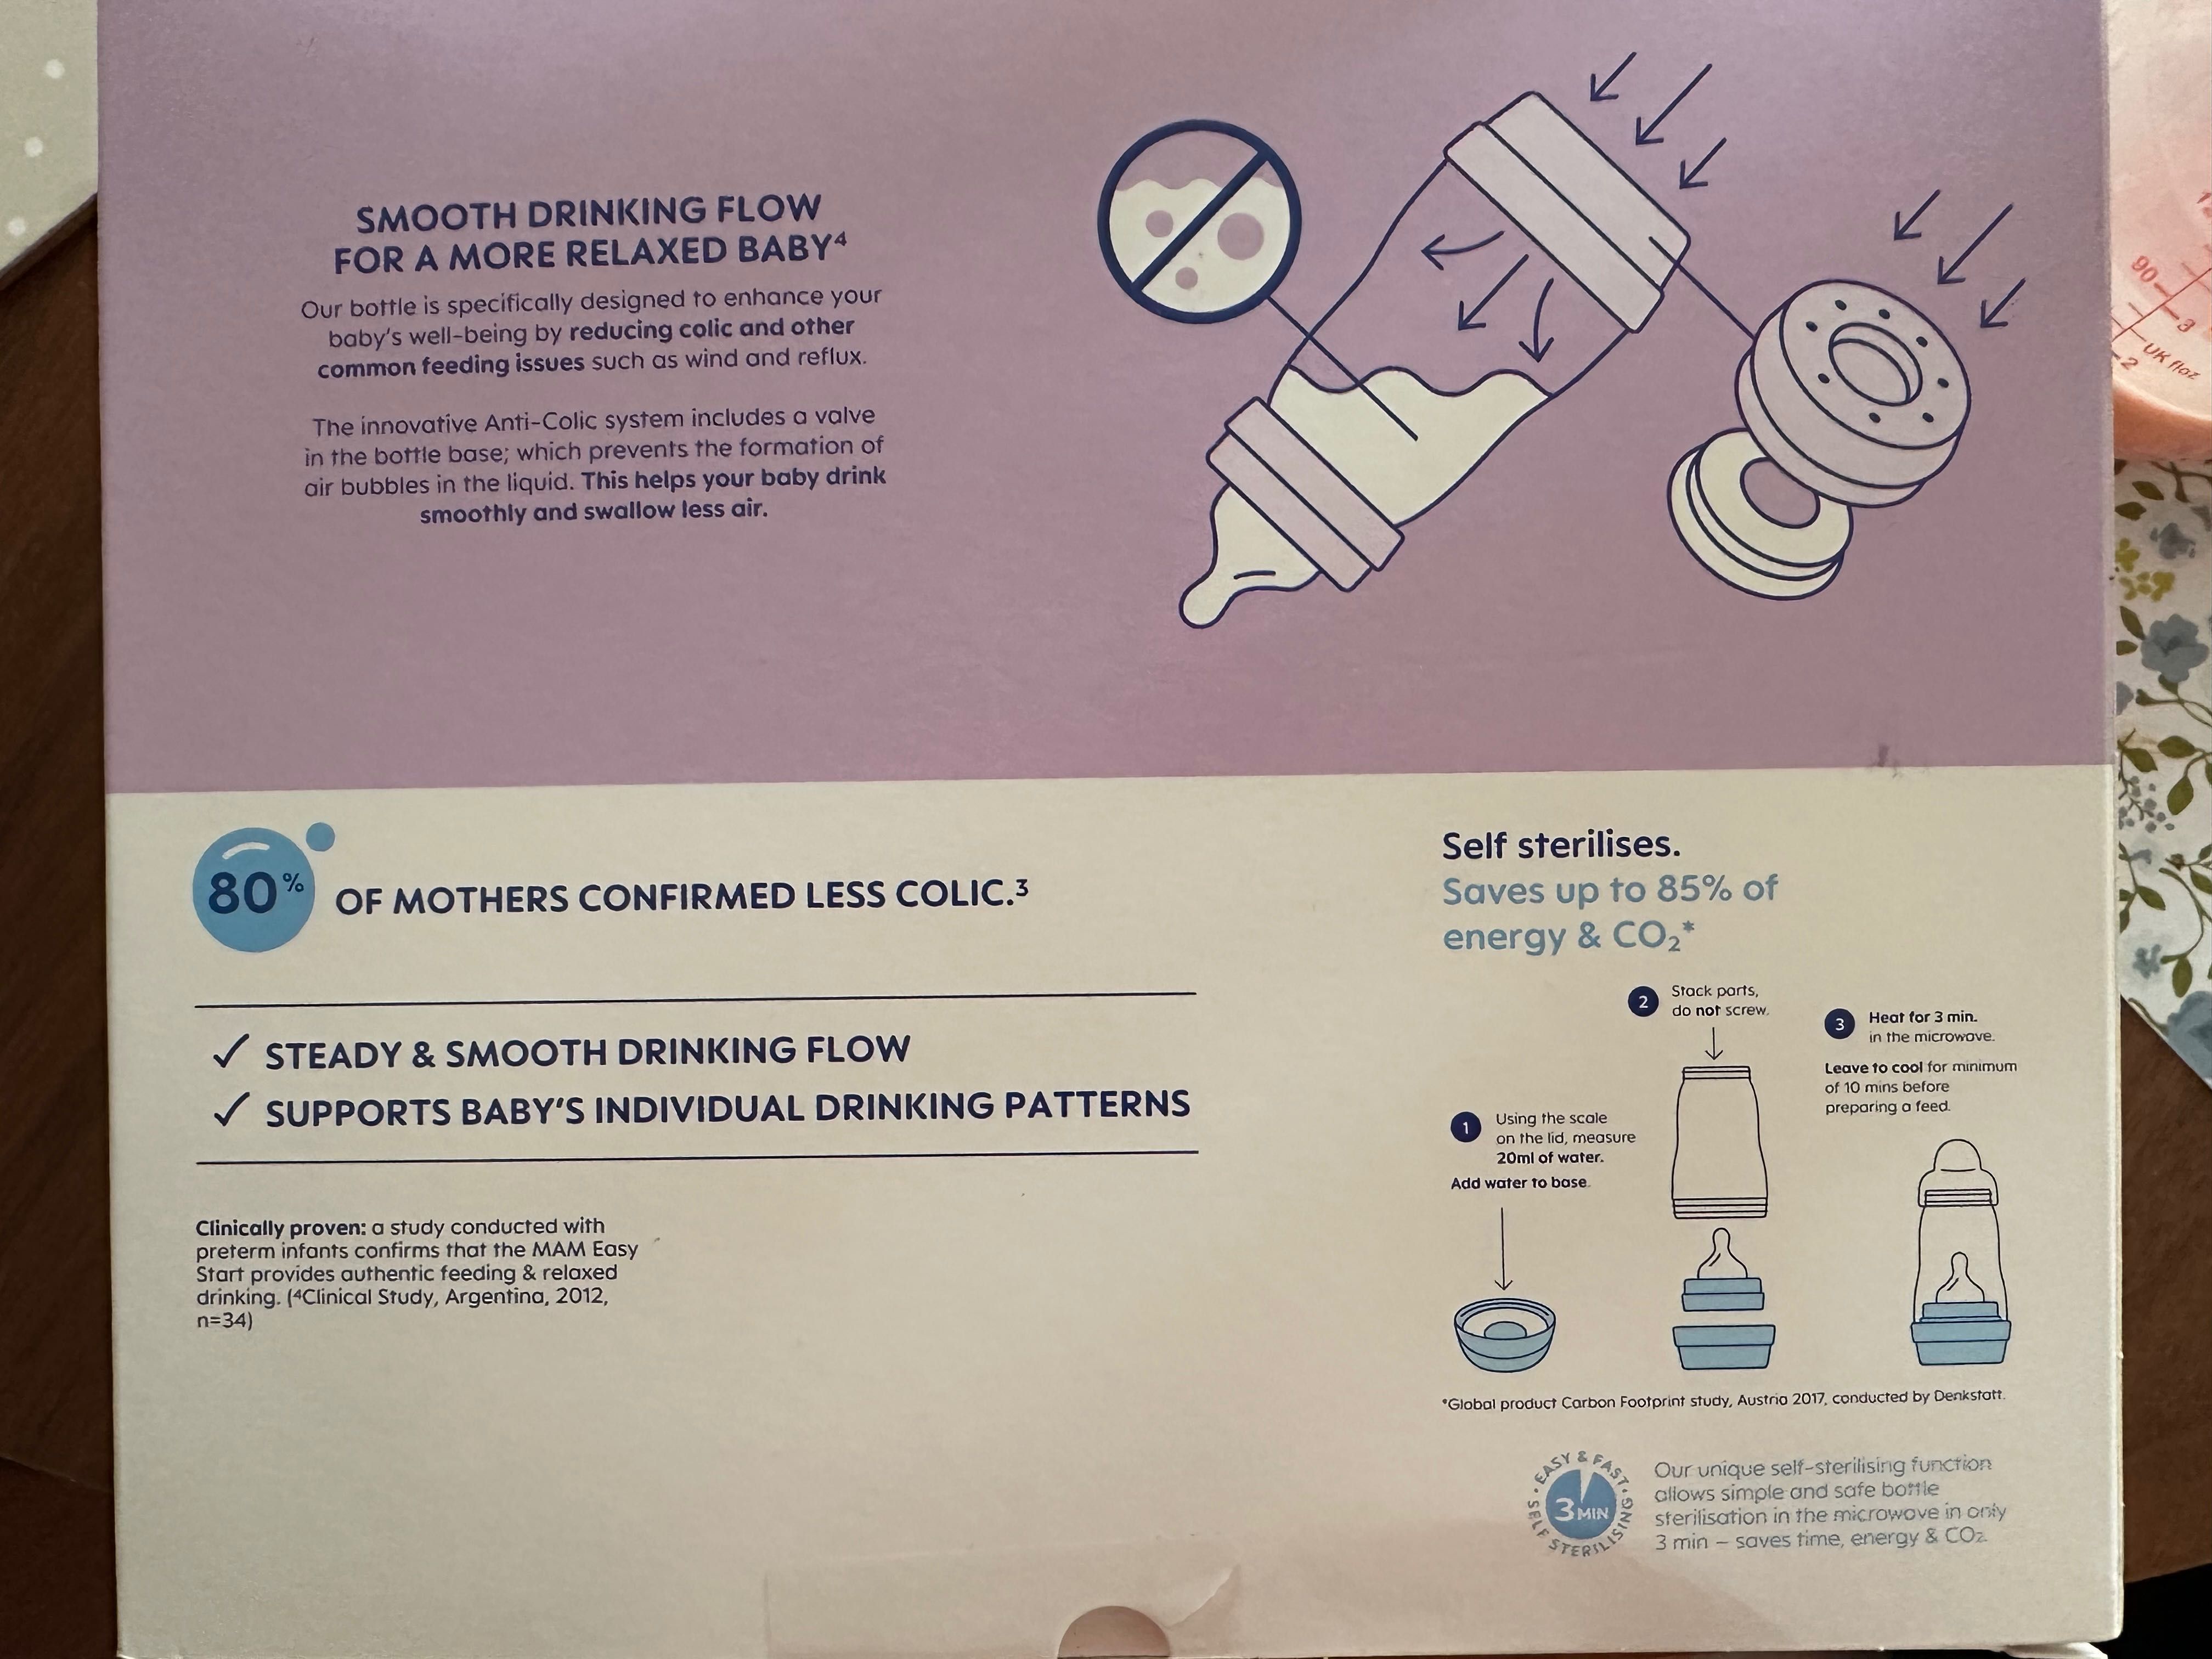 SMOOTH DRINKING FLOW
FOR A MORE RELAXED BABY⁴
Our bottle is specifically designed to enhance your
baby's well-being by reducing colic and other
common feeding issues such as wind and reflux.
The innovative Anti-Colic system includes a valve
in the bottle base; which prevents the formation of
air bubbles in the liquid. This helps your baby drink
smoothly and swallow less air.
80% OF MOTHERS CONFIRMED LESS COLIC.³
✓ STEADY & SMOOTH DRINKING FLOW
✓ SUPPORTS BABY'S INDIVIDUAL DRINKING PATTERNS
Clinically proven: a study conducted with
preterm infants confirms that the MAM Easy
Start provides authentic feeding & relaxed
drinking. (⁴Clinical Study, Argentina, 2012,
n=34)
Self sterilises.
Saves up to 85% of
energy & CO₂*
1 Using the scale
on the lid, measure
20ml of water.
Add water to base.
2 Stack parts,
do not screw.
3 Heat for 3 min.
in the microwave.
Leave to cool for minimum
of 10 mins before
preparing a feed.
*Global product Carbon Footprint study, Austria 2017, conducted by Denkstatt.
EASY & FAST · SELF STERILISING ·
3 MIN
Our unique self-sterilising function
allows simple and safe bottle
sterilisation in the microwave in only
3 min – saves time, energy & CO₂.
90
3
2
UK floz